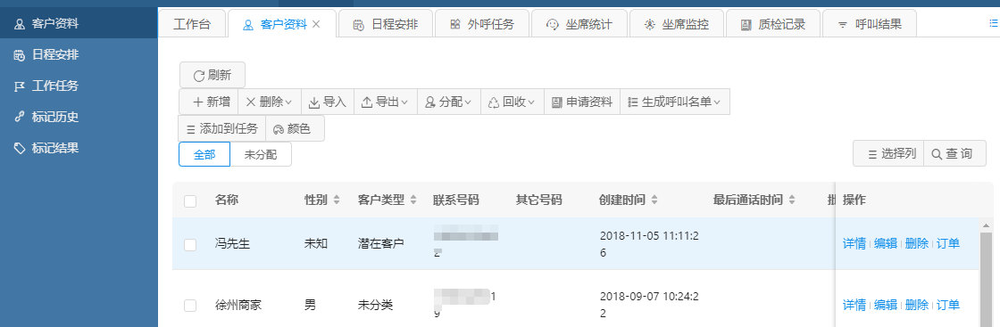 客户资料
日程安排
工作任务
标记历史
标记结果
工作台 客户资料 日程安排 外呼任务 坐席统计 坐席监控 质检记录 呼叫结果
刷新
新增 删除 导入 导出 分配 回收 申请资料 生成呼叫名单
添加到任务 颜色
全部 未分配 选择列 查 询
名称 性别 客户类型 联系号码 其它号码 创建时间 最后通话时间 操作
冯先生 未知 潜在客户 2018-11-05 11:11:2 详情 编辑 删除 订单
2 6
徐州商家 男 未分类 1 2018-09-07 10:24:2 详情 编辑 删除 订单
9 2